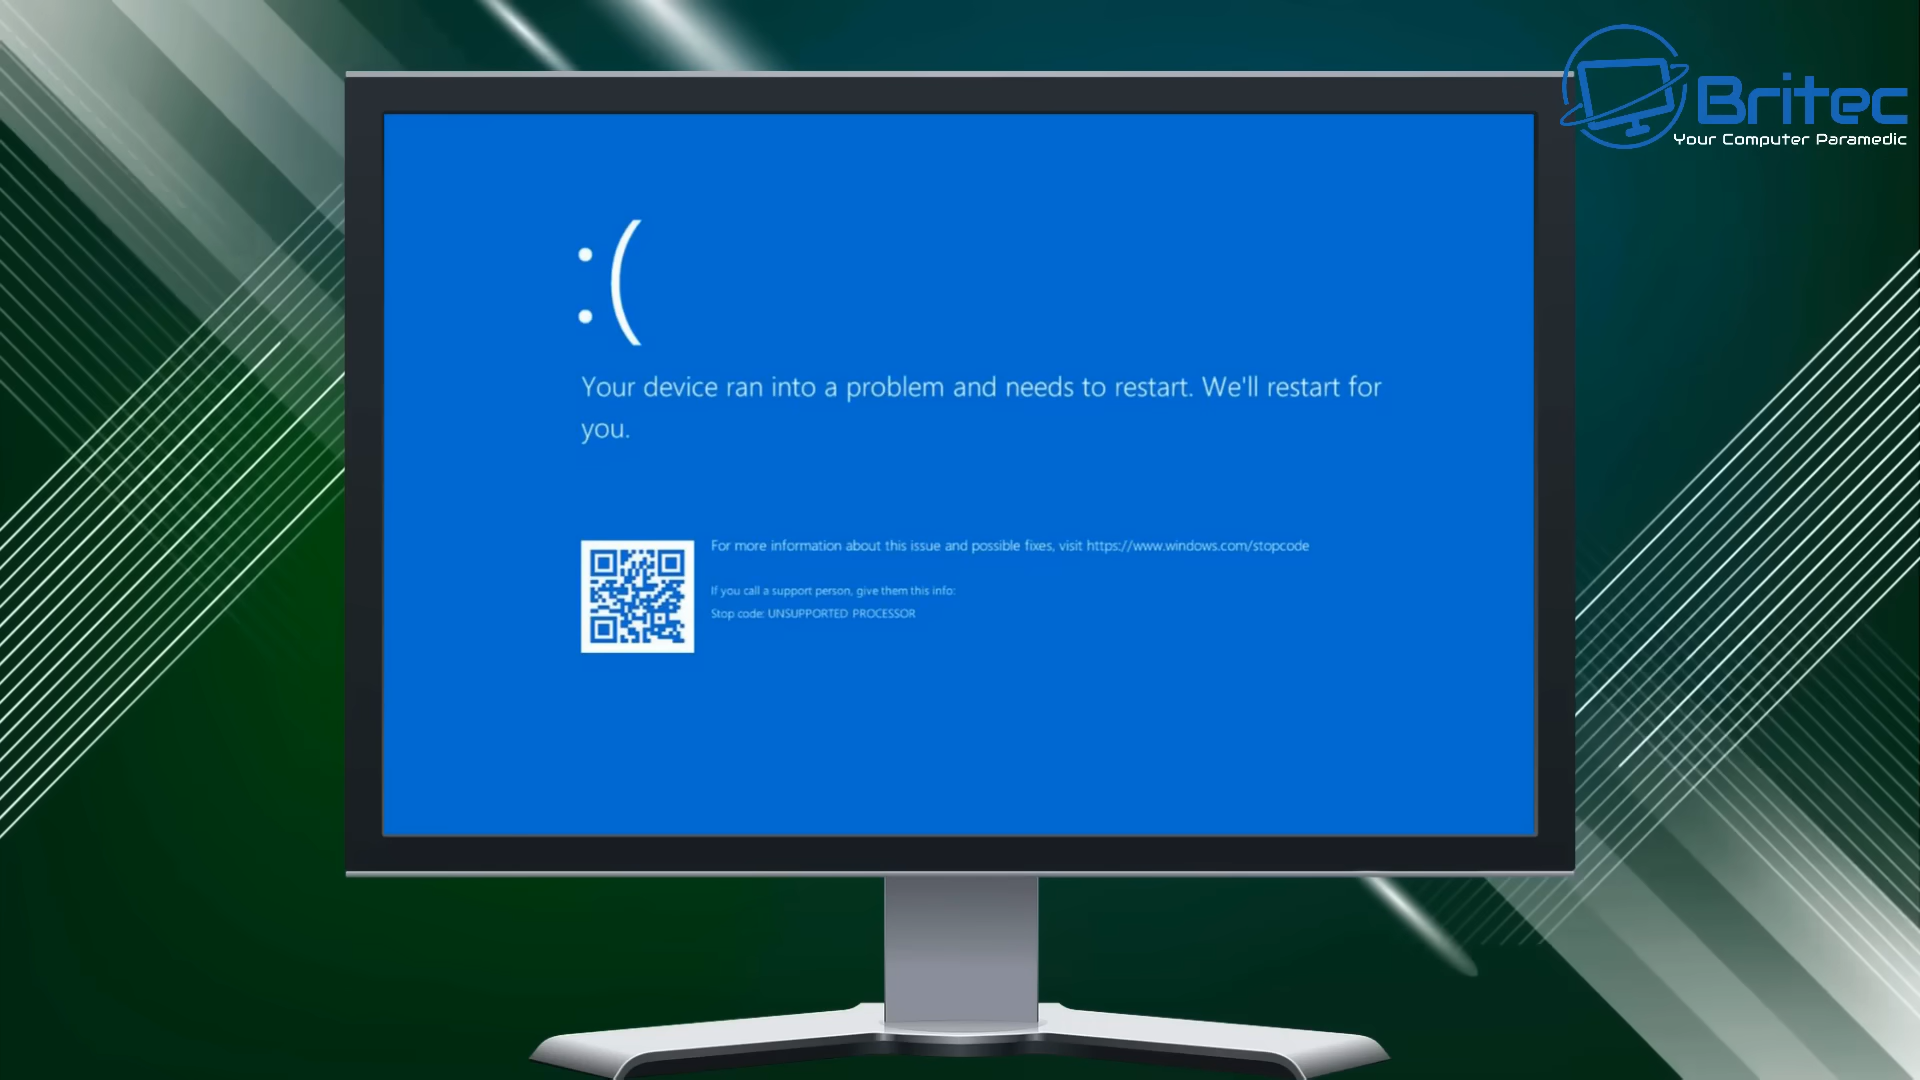 Britec
Your Computer Paramedic
:(
Your device ran into a problem and needs to restart. We'll restart for
you.
For more information about this issue and possible fixes, visit https://www.windows.com/stopcode
If you call a support person, give them this info:
Stop code: UNSUPPORTED PROCESSOR